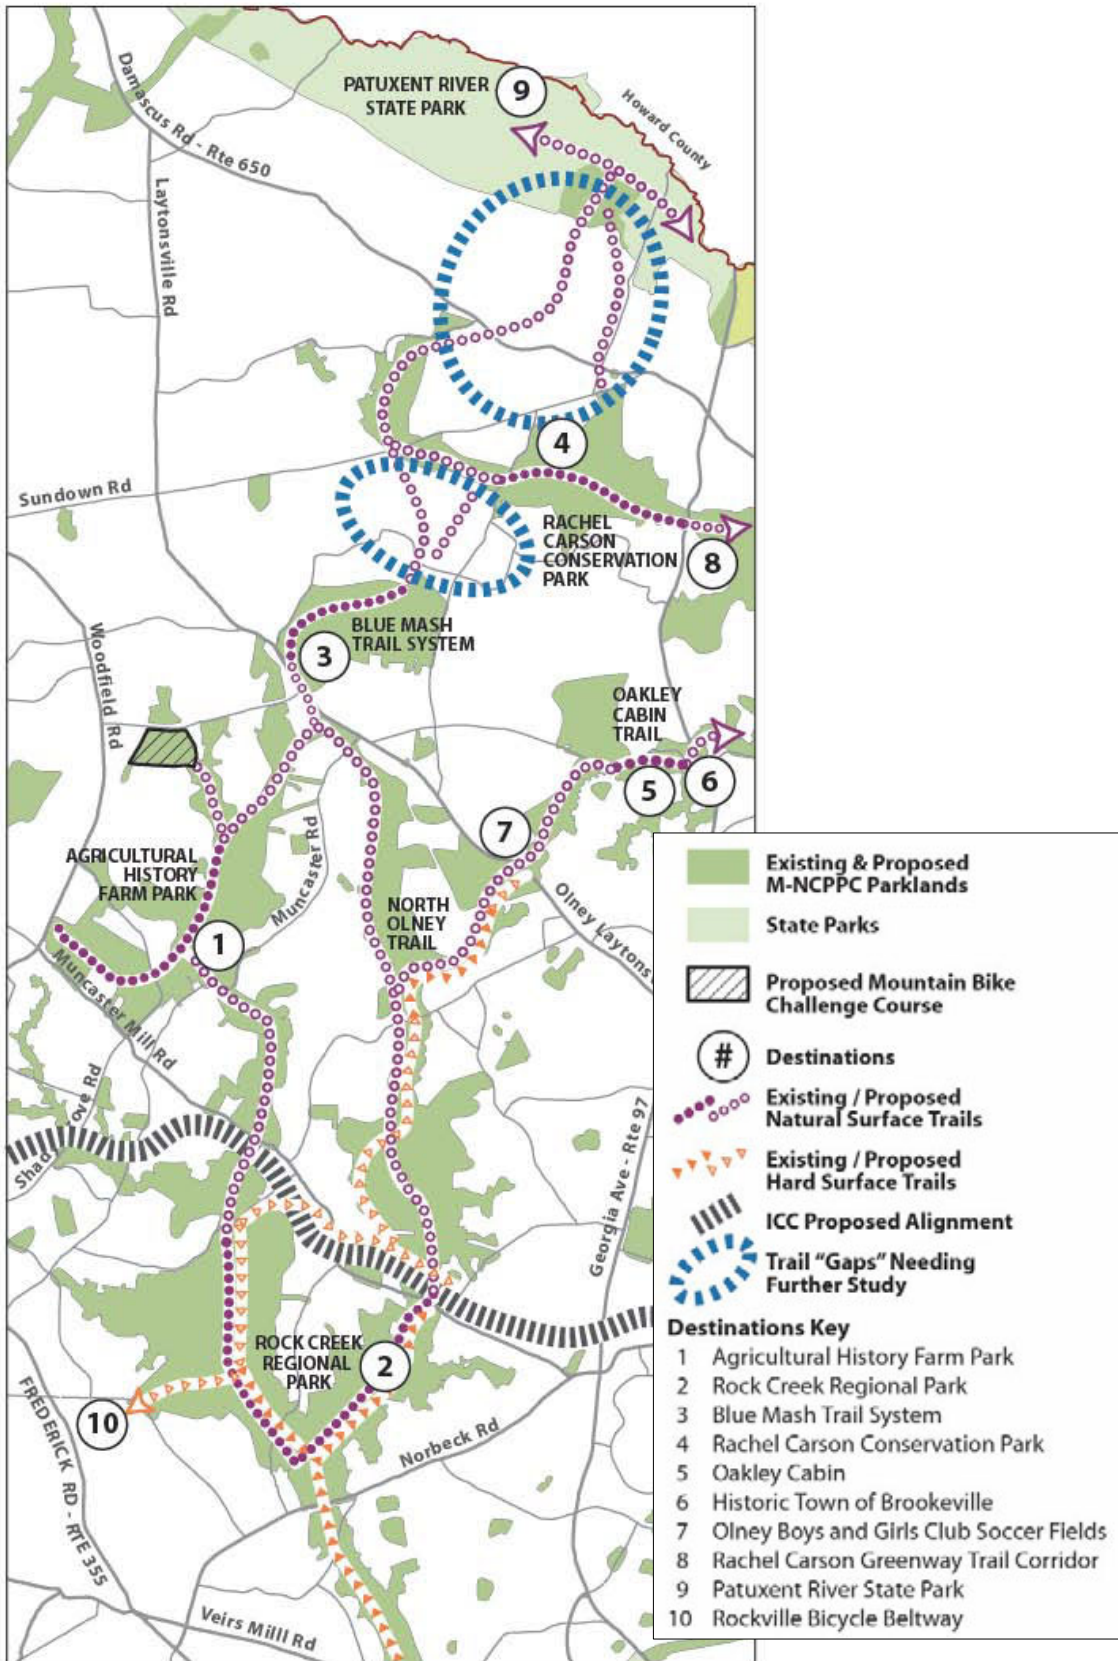 PATUXENT RIVER
STATE PARK
9
Howard County
Damascus Rd - Rte 650
Laytonsville Rd
4
Sundown Rd
RACHEL
CARSON
CONSERVATION
PARK
8
BLUE MASH
TRAIL SYSTEM
3
Woodfield Rd
OAKLEY
CABIN
TRAIL
5
6
7
AGRICULTURAL
HISTORY
FARM PARK
Muncaster Rd
NORTH
OLNEY
TRAIL
Olney Laytons
1
Muncaster Mill Rd
Shad
ove Rd
Georgia Ave - Rte 97
ROCK CREEK
REGIONAL
PARK
2
10
FREDERICK RD - RTE 355
Norbeck Rd
Veirs Milll Rd
Existing & Proposed
M-NCPPC Parklands
State Parks
Proposed Mountain Bike
Challenge Course
# Destinations
Existing / Proposed
Natural Surface Trails
Existing / Proposed
Hard Surface Trails
ICC Proposed Alignment
Trail “Gaps” Needing
Further Study
Destinations Key
1 Agricultural History Farm Park
2 Rock Creek Regional Park
3 Blue Mash Trail System
4 Rachel Carson Conservation Park
5 Oakley Cabin
6 Historic Town of Brookeville
7 Olney Boys and Girls Club Soccer Fields
8 Rachel Carson Greenway Trail Corridor
9 Patuxent River State Park
10 Rockville Bicycle Beltway